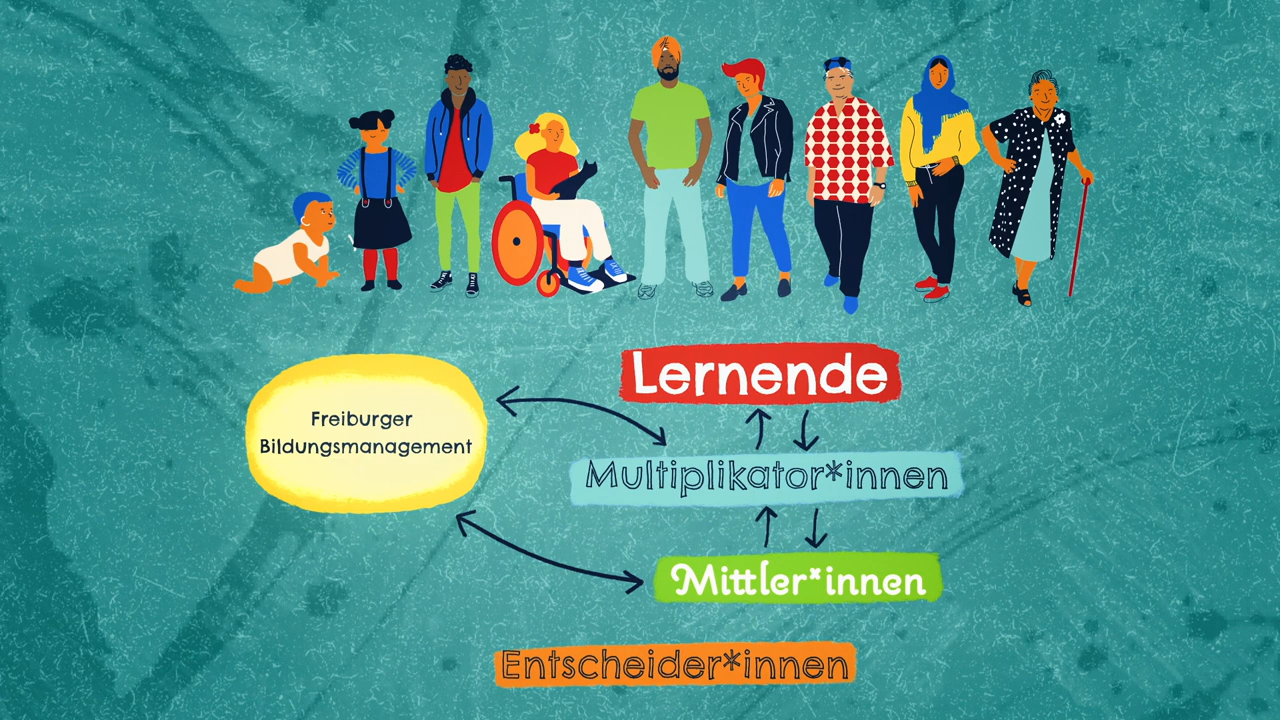 Lernende
Freiburger
Bildungsmanagement
Multiplikator*innen
Mittler*innen
Entscheider*innen